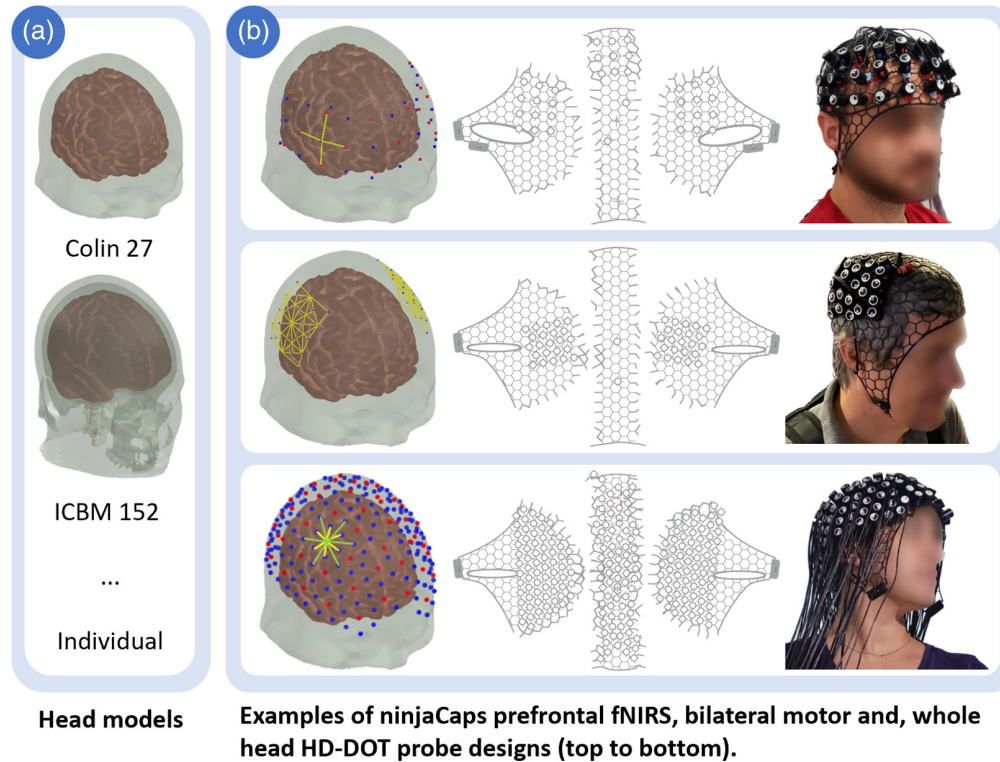 (a)
Colin 27
ICBM 152
...
Individual
Head models
(b)
Examples of ninjaCaps prefrontal fNIRS, bilateral motor and, whole
head HD-DOT probe designs (top to bottom).